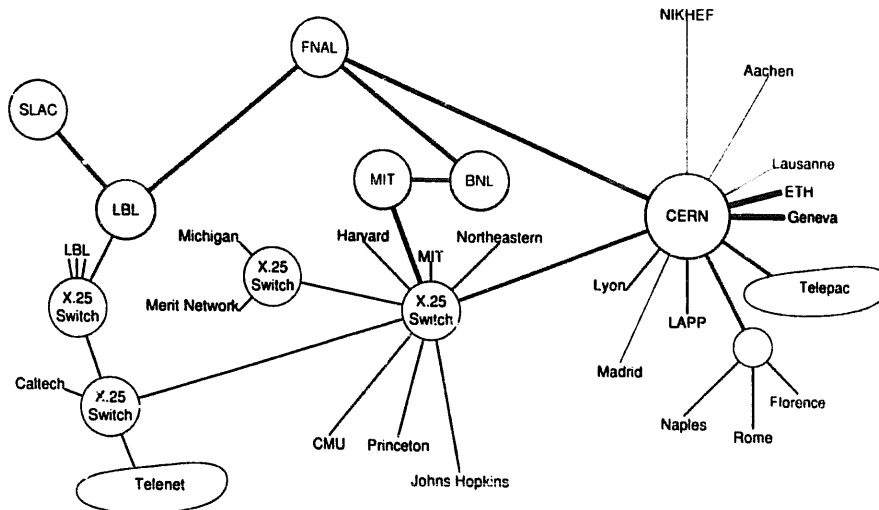 NIKHEF
FNAL
Aachen
SLAC
Lausanne
MIT
BNL
ETH
LBL
CERN
Geneva
Michigan
LBL
Harvard
MIT
Northeastern
X.25
Switch
Merit Network
Lyon
Telepac
X.25
Switch
X.25
Switch
LAPP
Madrid
Caltech
X.25
Switch
Florence
Naples
Rome
CMU
Princeton
Telenet
Johns Hopkins